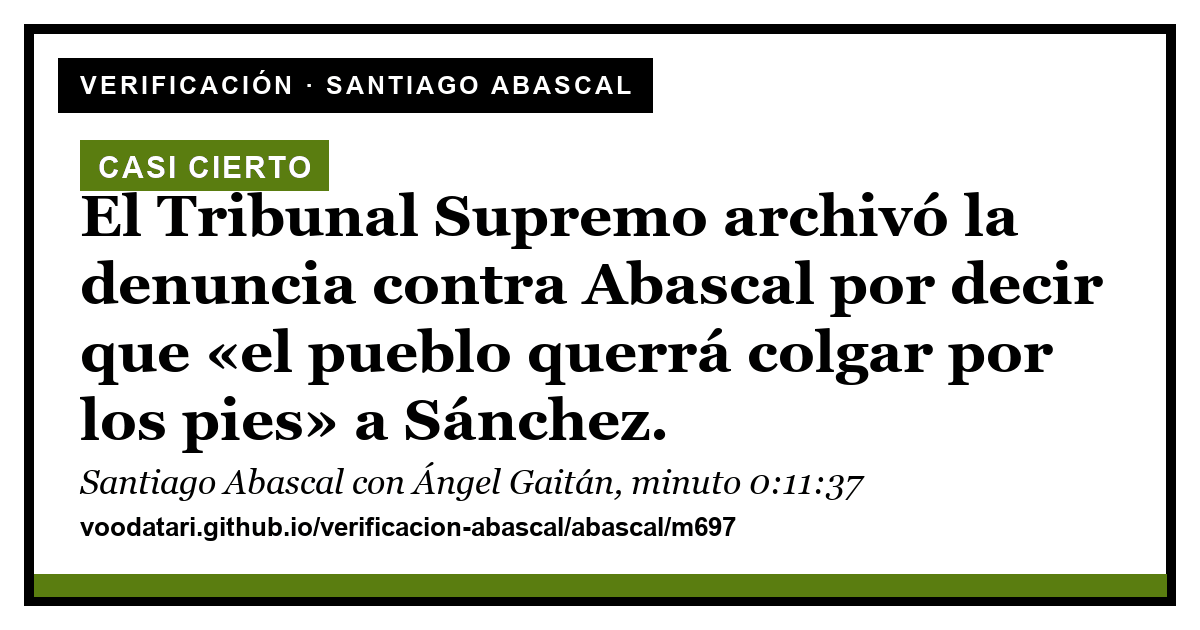 VERIFICACIÓN · SANTIAGO ABASCAL
CASI CIERTO
El Tribunal Supremo archivó la
denuncia contra Abascal por decir
que «el pueblo querrá colgar por
los pies» a Sánchez.
Santiago Abascal con Ángel Gaitán, minuto 0:11:37
voodatari.github.io/verificacion-abascal/abascal/m697